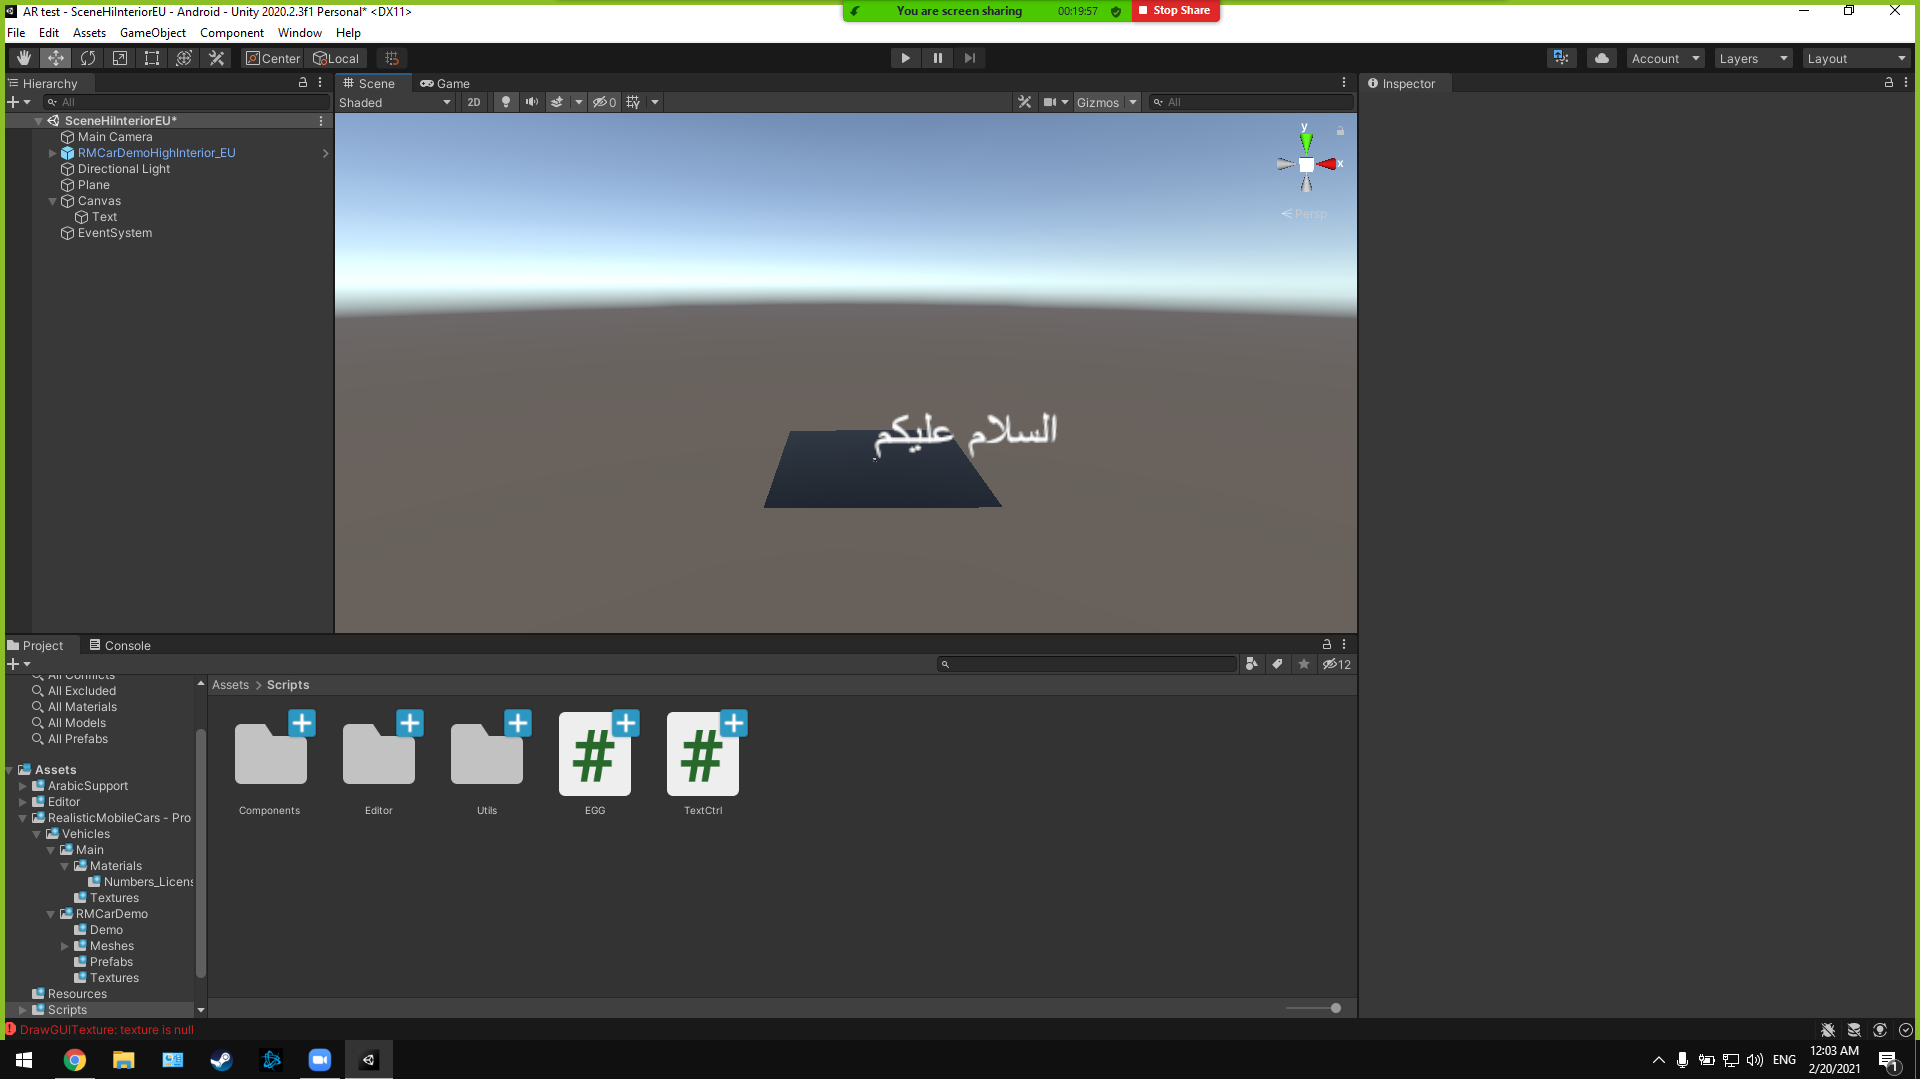 AR test - SceneHiInteriorEU - Android - Unity 2020.2.3f1 Personal* <DX11>
You are screen sharing 00:19:57 Stop Share
File Edit Assets GameObject Component Window Help
Center Local Account Layers Layout
Hierarchy Scene Game Inspector
All Shaded 2D 0 Gizmos All
SceneHiInteriorEU*
Main Camera
RMCarDemoHighInterior_EU
Directional Light
Plane
Canvas
Text
EventSystem
y
x
Persp
السلام عليكم
Project Console
12
All Conflicts
All Excluded
All Materials
All Models
All Prefabs
Assets
ArabicSupport
Editor
RealisticMobileCars - Pro
Vehicles
Main
Materials
Numbers_Licens
Textures
RMCarDemo
Demo
Meshes
Prefabs
Textures
Resources
Scripts
Assets > Scripts
Components Editor Utils EGG TextCtrl
DrawGUITexture: texture is null
ENG 12:03 AM
2/20/2021
1